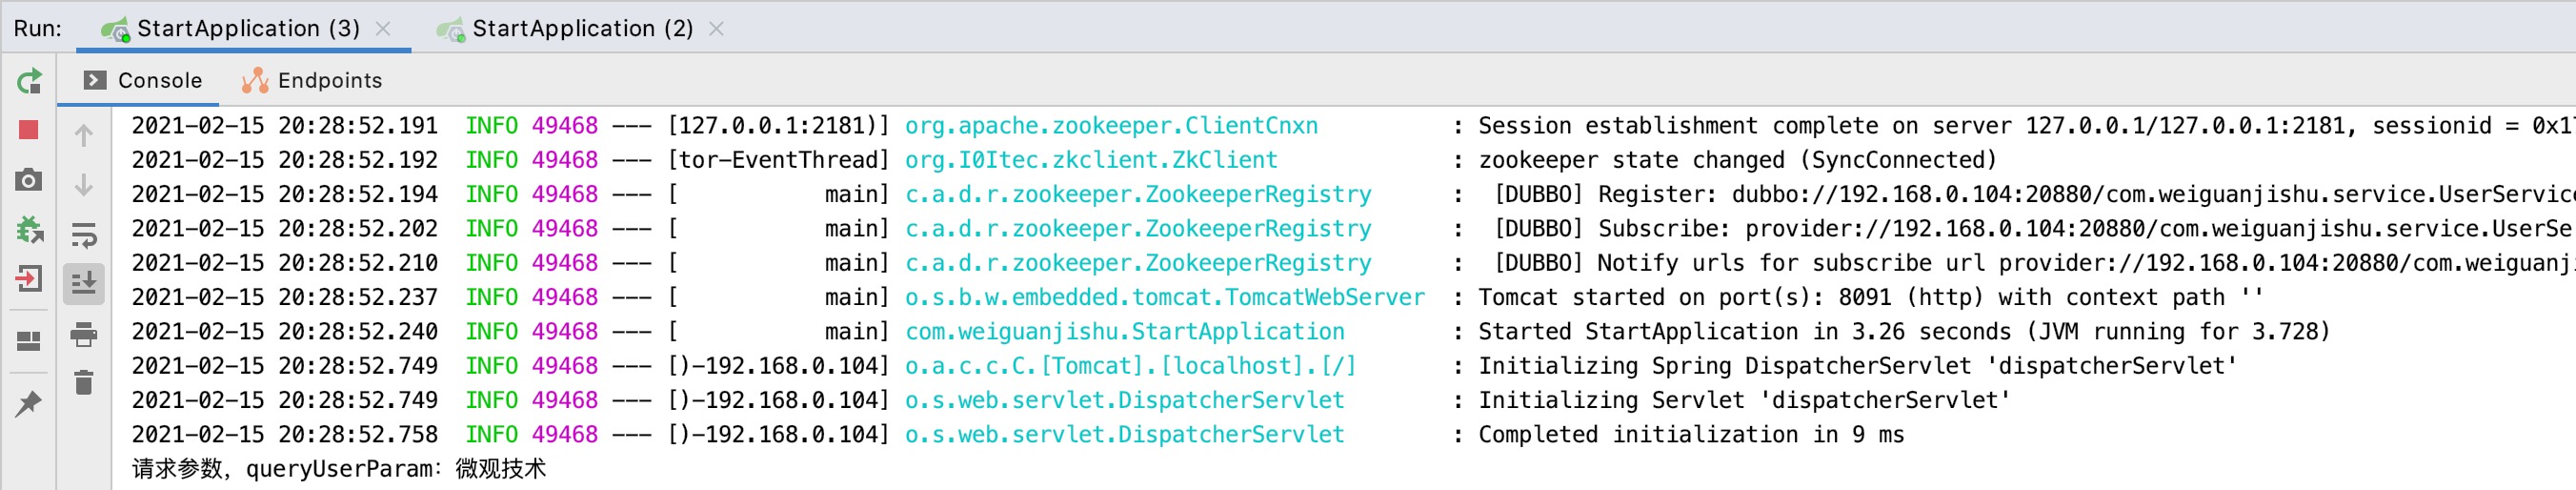 Run: StartApplication (3) StartApplication (2)
Console Endpoints
2021-02-15 20:28:52.191  INFO 49468 --- [127.0.0.1:2181)] org.apache.zookeeper.ClientCnxn          : Session establishment complete on server 127.0.0.1/127.0.0.1:2181, sessionid = 0x1
2021-02-15 20:28:52.192  INFO 49468 --- [tor-EventThread] org.I0Itec.zkclient.ZkClient             : zookeeper state changed (SyncConnected)
2021-02-15 20:28:52.194  INFO 49468 --- [           main] c.a.d.r.zookeeper.ZookeeperRegistry      :  [DUBBO] Register: dubbo://192.168.0.104:20880/com.weiguanjishu.service.UserService
2021-02-15 20:28:52.202  INFO 49468 --- [           main] c.a.d.r.zookeeper.ZookeeperRegistry      :  [DUBBO] Subscribe: provider://192.168.0.104:20880/com.weiguanjishu.service.UserSe
2021-02-15 20:28:52.210  INFO 49468 --- [           main] c.a.d.r.zookeeper.ZookeeperRegistry      :  [DUBBO] Notify urls for subscribe url provider://192.168.0.104:20880/com.weiguanj
2021-02-15 20:28:52.237  INFO 49468 --- [           main] o.s.b.w.embedded.tomcat.TomcatWebServer  : Tomcat started on port(s): 8091 (http) with context path ''
2021-02-15 20:28:52.240  INFO 49468 --- [           main] com.weiguanjishu.StartApplication        : Started StartApplication in 3.26 seconds (JVM running for 3.728)
2021-02-15 20:28:52.749  INFO 49468 --- [)-192.168.0.104] o.a.c.c.C.[Tomcat].[localhost].[/]       : Initializing Spring DispatcherServlet 'dispatcherServlet'
2021-02-15 20:28:52.749  INFO 49468 --- [)-192.168.0.104] o.s.web.servlet.DispatcherServlet        : Initializing Servlet 'dispatcherServlet'
2021-02-15 20:28:52.758  INFO 49468 --- [)-192.168.0.104] o.s.web.servlet.DispatcherServlet        : Completed initialization in 9 ms
请求参数，queryUserParam：微观技术